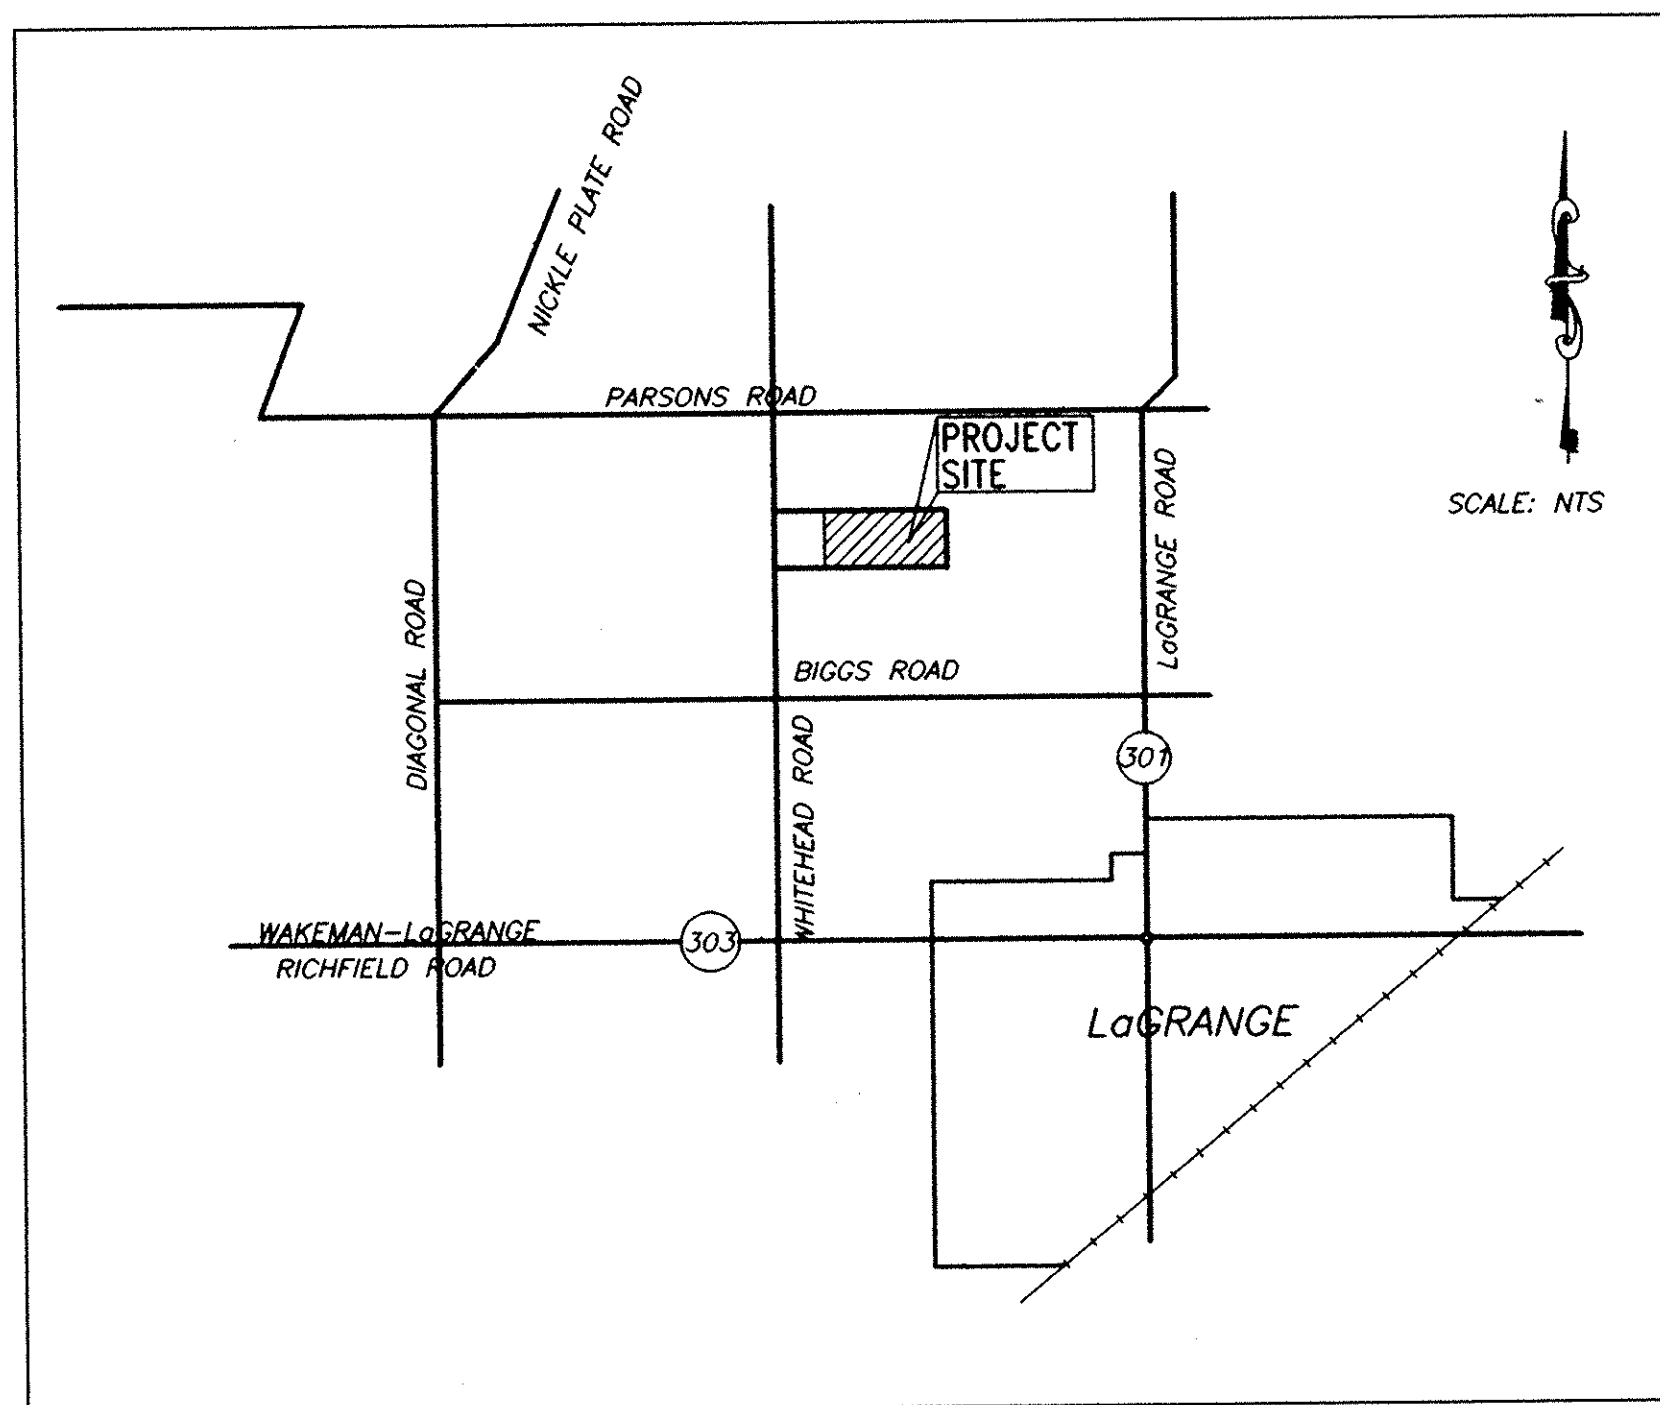 NICKLE PLATE ROAD
PARSONS ROAD
PROJECT
SITE
LaGRANGE ROAD
SCALE: NTS
DIAGONAL ROAD
BIGGS ROAD
WHITEHEAD ROAD
301
WAKEMAN-LaGRANGE
RICHFIELD ROAD
303
LaGRANGE